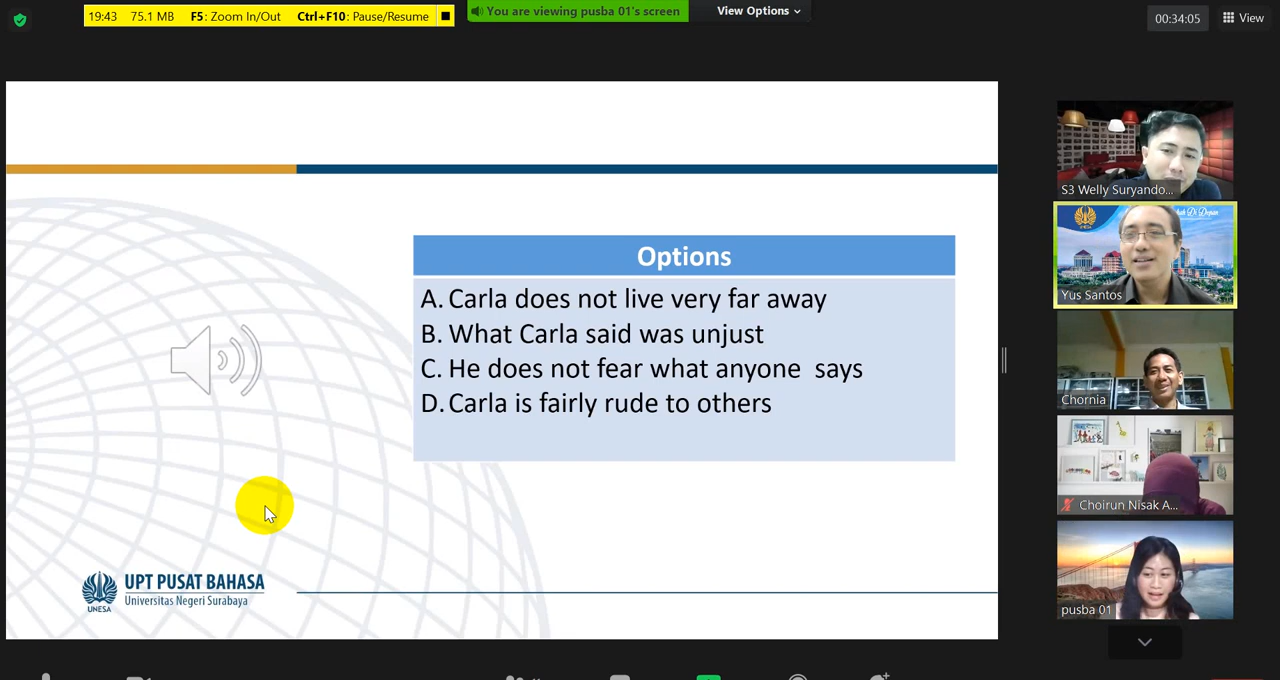 19:43 75.1 MB F5: Zoom In/Out Ctrl+F10: Pause/Resume
You are viewing pusba 01's screen
View Options
00:34:05
View
Options
A. Carla does not live very far away
B. What Carla said was unjust
C. He does not fear what anyone says
D. Carla is fairly rude to others
UNESA
UPT PUSAT BAHASA
Universitas Negeri Surabaya
S3 Welly Suryando...
Di Depan
Yus Santos
Chornia
Choirun Nisak A...
pusba 01